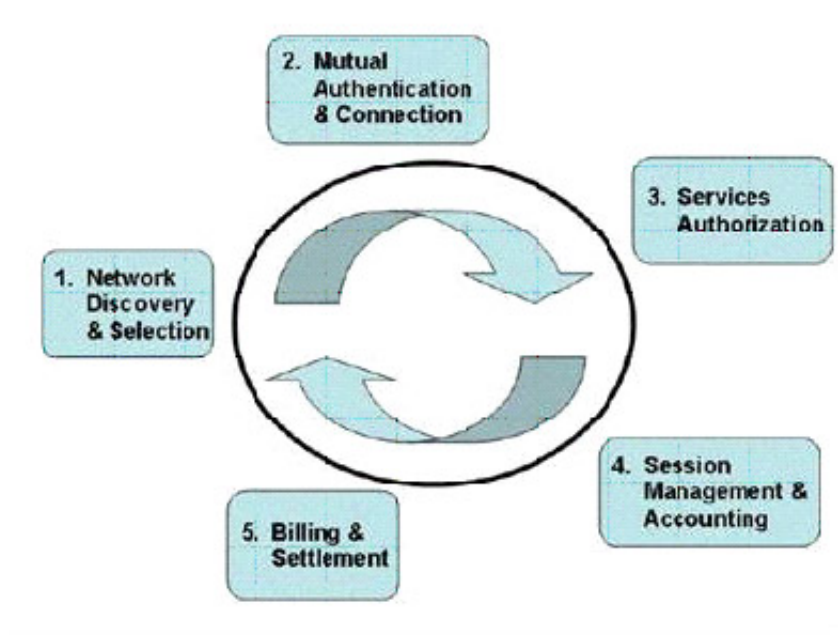 1. Network
Discovery
& Selection
2. Mutual
Authentication
& Connection
3. Services
Authorization
4. Session
Management &
Accounting
5. Billing &
Settlement